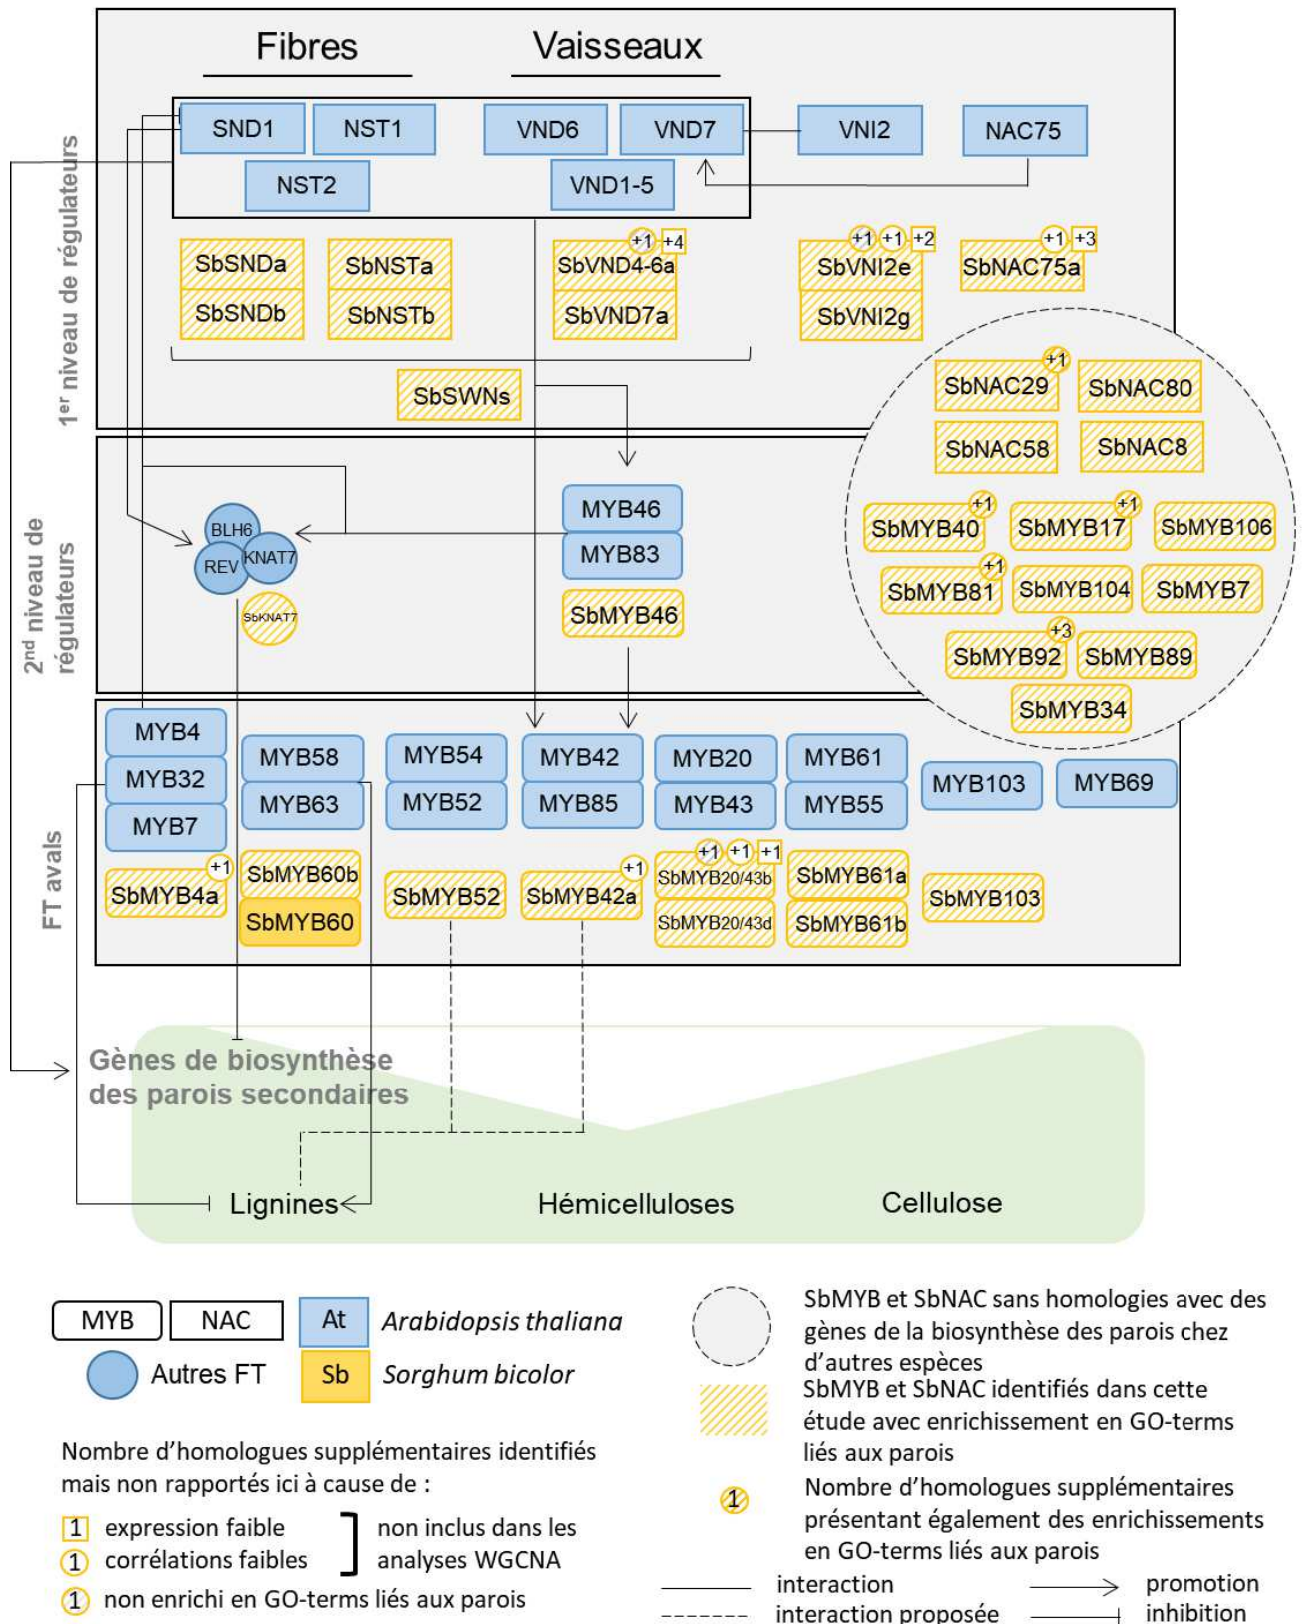 Fibres
Vaisseaux
1er niveau de régulateurs
SND1
NST1
VND6
VND7
VNI2
NAC75
NST2
VND1-5
+1 +4
+1 +1 +2
+1 +3
SbSNDa
SbNSTa
SbVND4-6a
SbVNI2e
SbNAC75a
SbSNDb
SbNSTb
SbVND7a
SbVNI2g
SbSWNs
+1
SbNAC29
SbNAC80
SbNAC58
SbNAC8
+1
+1
SbMYB40
SbMYB17
SbMYB106
+1
SbMYB81
SbMYB104
SbMYB7
+3
SbMYB92
SbMYB89
SbMYB34
2nd niveau de
régulateurs
BLH6
REV
KNAT7
SbKNAT7
MYB46
MYB83
SbMYB46
FT avals
MYB4
MYB32
MYB7
MYB58
MYB63
MYB54
MYB52
MYB42
MYB85
MYB20
MYB43
MYB61
MYB55
MYB103
MYB69
+1
SbMYB4a
SbMYB60b
SbMYB60
SbMYB52
+1
SbMYB42a
+1 +1 +1
SbMYB20/43b
SbMYB20/43d
SbMYB61a
SbMYB61b
SbMYB103
Gènes de biosynthèse
des parois secondaires
Lignines
Hémicelluloses
Cellulose
MYB
NAC
At
Arabidopsis thaliana
Autres FT
Sb
Sorghum bicolor
Nombre d'homologues supplémentaires identifiés
mais non rapportés ici à cause de :
1 expression faible
1 corrélations faibles
non inclus dans les
analyses WGCNA
1 non enrichi en GO-terms liés aux parois
SbMYB et SbNAC sans homologies avec des
gènes de la biosynthèse des parois chez
d'autres espèces
SbMYB et SbNAC identifiés dans cette
étude avec enrichissement en GO-terms
liés aux parois
1
Nombre d'homologues supplémentaires
présentant également des enrichissements
en GO-terms liés aux parois
interaction
promotion
interaction proposée
inhibition